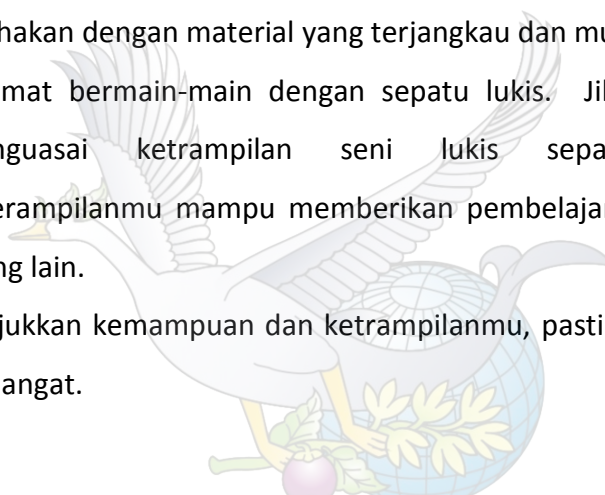 hakan dengan material yang terjangkau dan mu
mat bermain-main dengan sepatu lukis. Jil
nguasai ketrampilan seni lukis sepa
erampilanmu mampu memberikan pembelajar
ng lain.
jukkan kemampuan dan ketrampilanmu, pasti
angat.